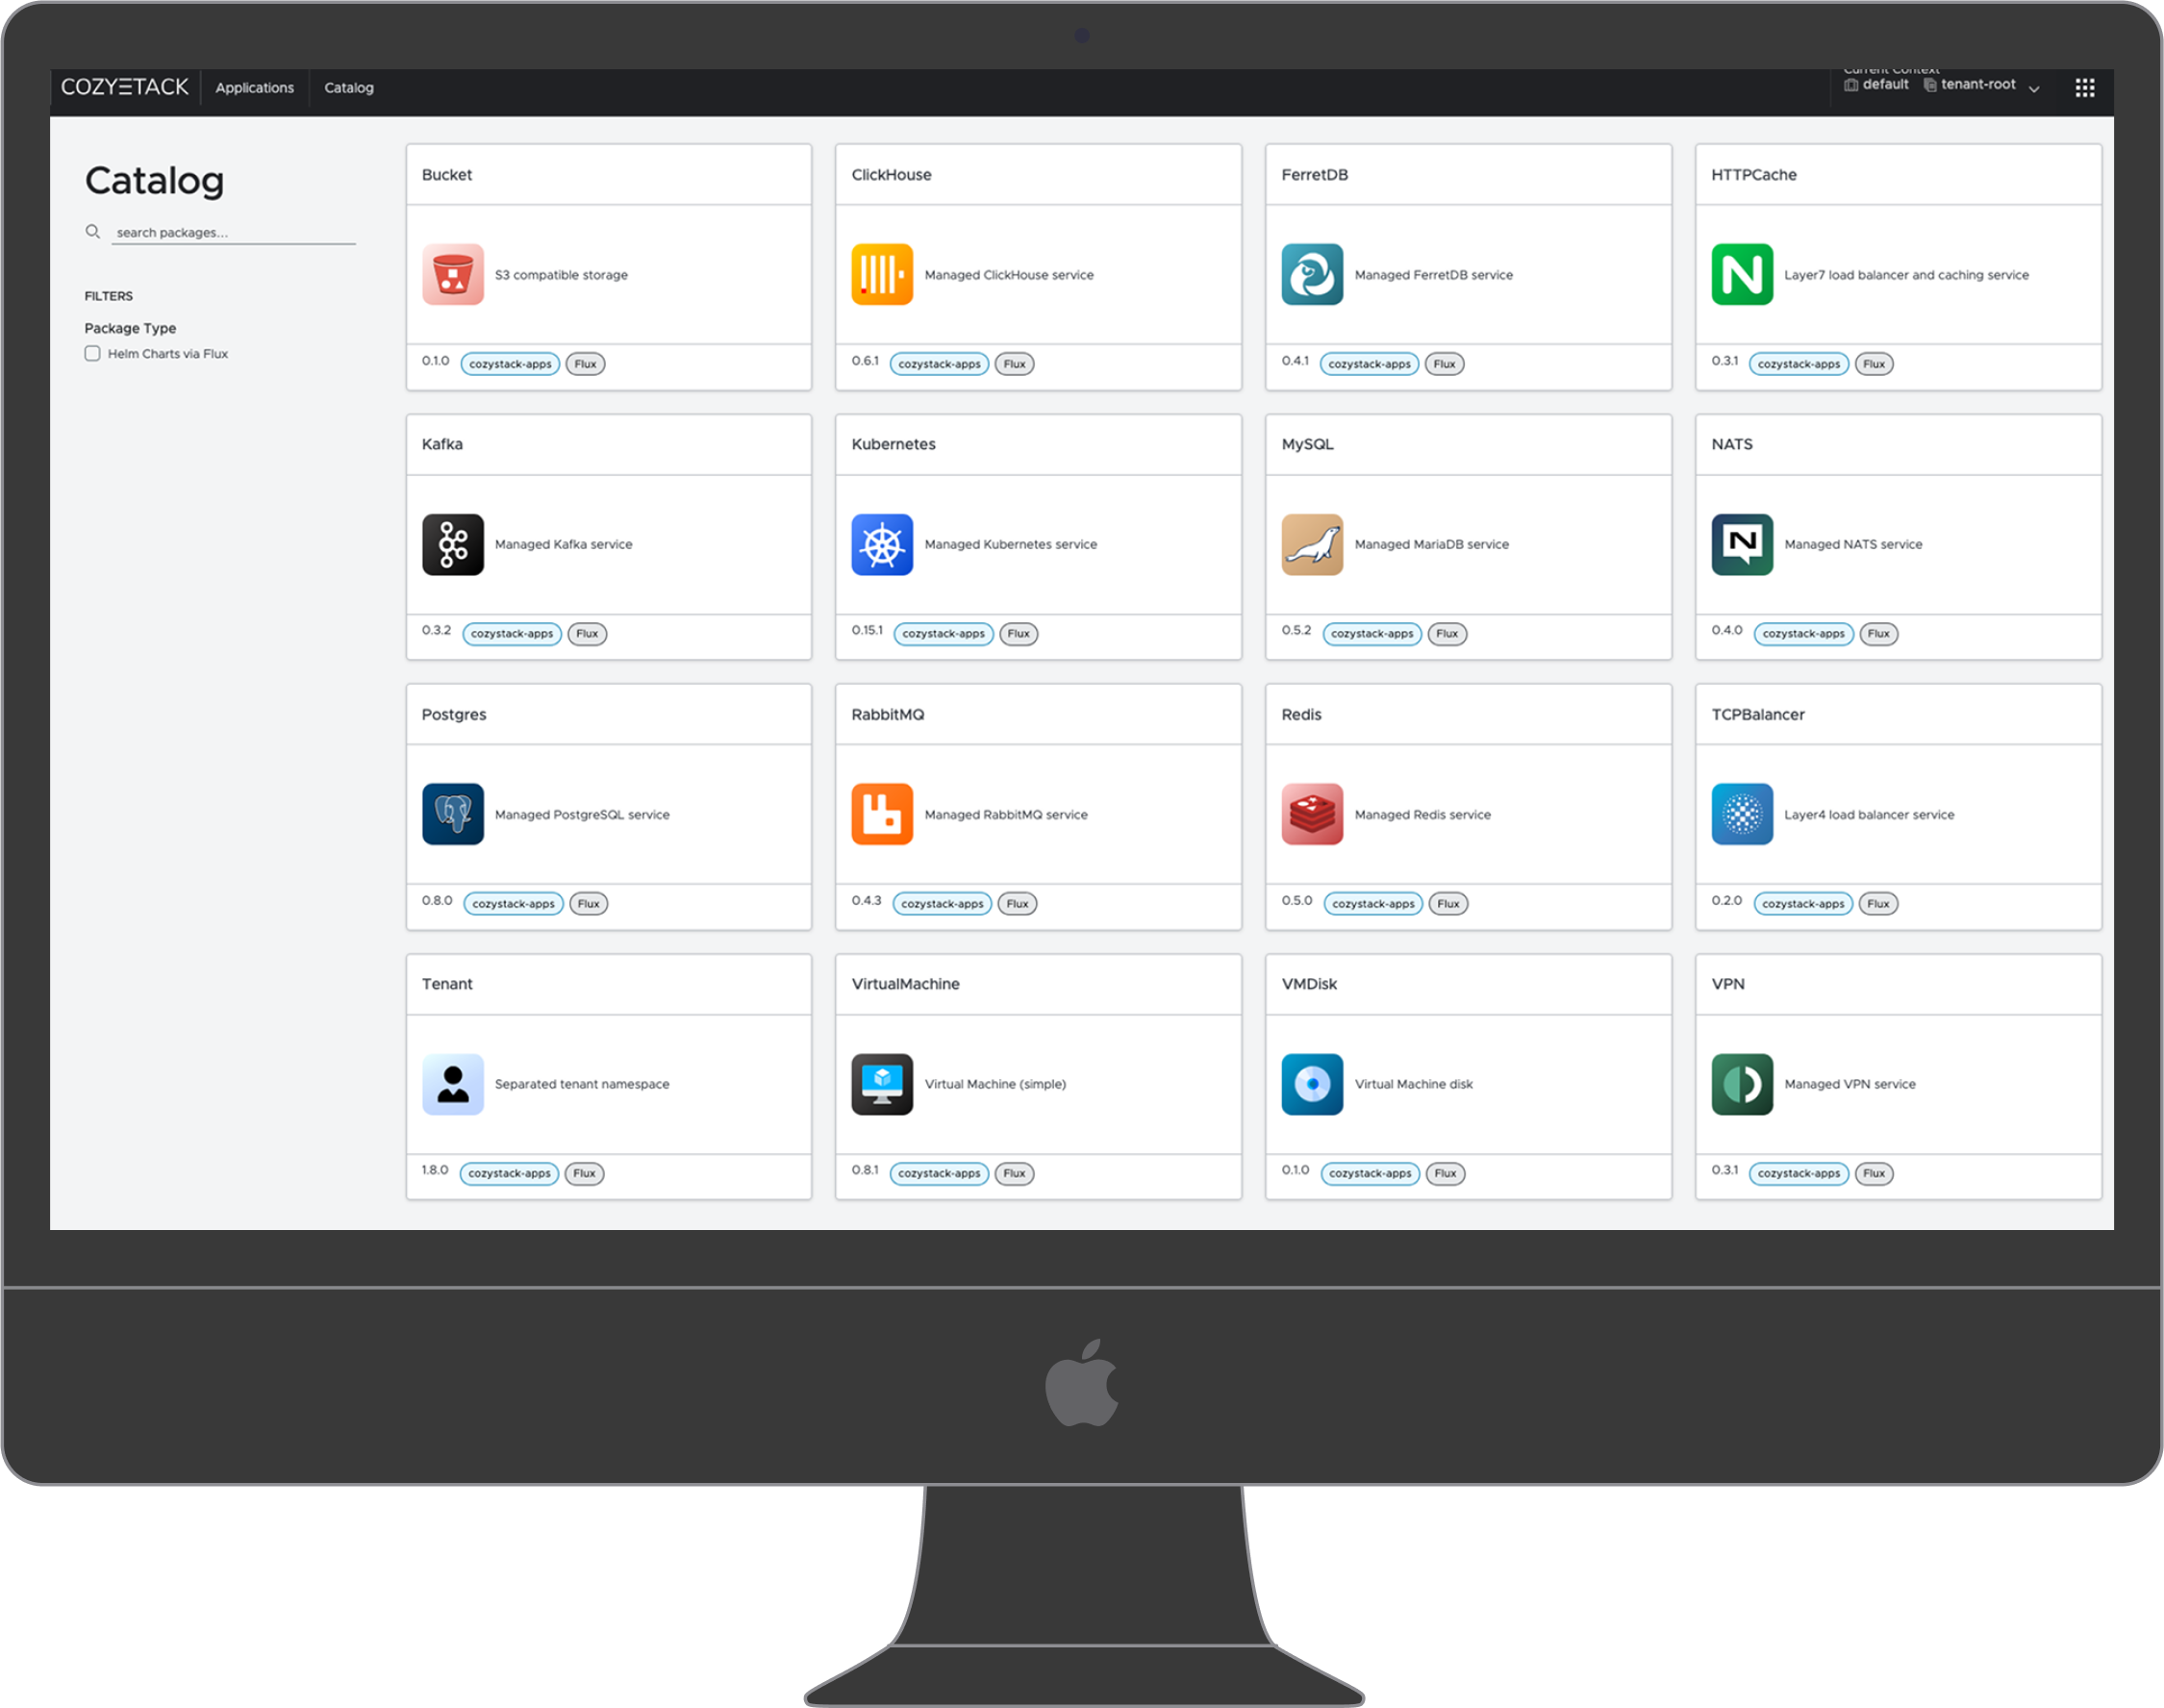 COZYΞTACK
Applications
Catalog
Current Context
default
tenant-root
Catalog
search packages...
FILTERS
Package Type
Helm Charts via Flux
Bucket
S3 compatible storage
0.1.0 cozystack-apps Flux
ClickHouse
Managed ClickHouse service
0.6.1 cozystack-apps Flux
FerretDB
Managed FerretDB service
0.4.1 cozystack-apps Flux
HTTPCache
Layer7 load balancer and caching service
0.3.1 cozystack-apps Flux
Kafka
Managed Kafka service
0.3.2 cozystack-apps Flux
Kubernetes
Managed Kubernetes service
0.15.1 cozystack-apps Flux
MySQL
Managed MariaDB service
0.5.2 cozystack-apps Flux
NATS
N
Managed NATS service
0.4.0 cozystack-apps Flux
Postgres
Managed PostgreSQL service
0.8.0 cozystack-apps Flux
RabbitMQ
Managed RabbitMQ service
0.4.3 cozystack-apps Flux
Redis
Managed Redis service
0.5.0 cozystack-apps Flux
TCPBalancer
Layer4 load balancer service
0.2.0 cozystack-apps Flux
Tenant
Separated tenant namespace
1.8.0 cozystack-apps Flux
VirtualMachine
Virtual Machine (simple)
0.8.1 cozystack-apps Flux
VMDisk
Virtual Machine disk
0.1.0 cozystack-apps Flux
VPN
Managed VPN service
0.3.1 cozystack-apps Flux